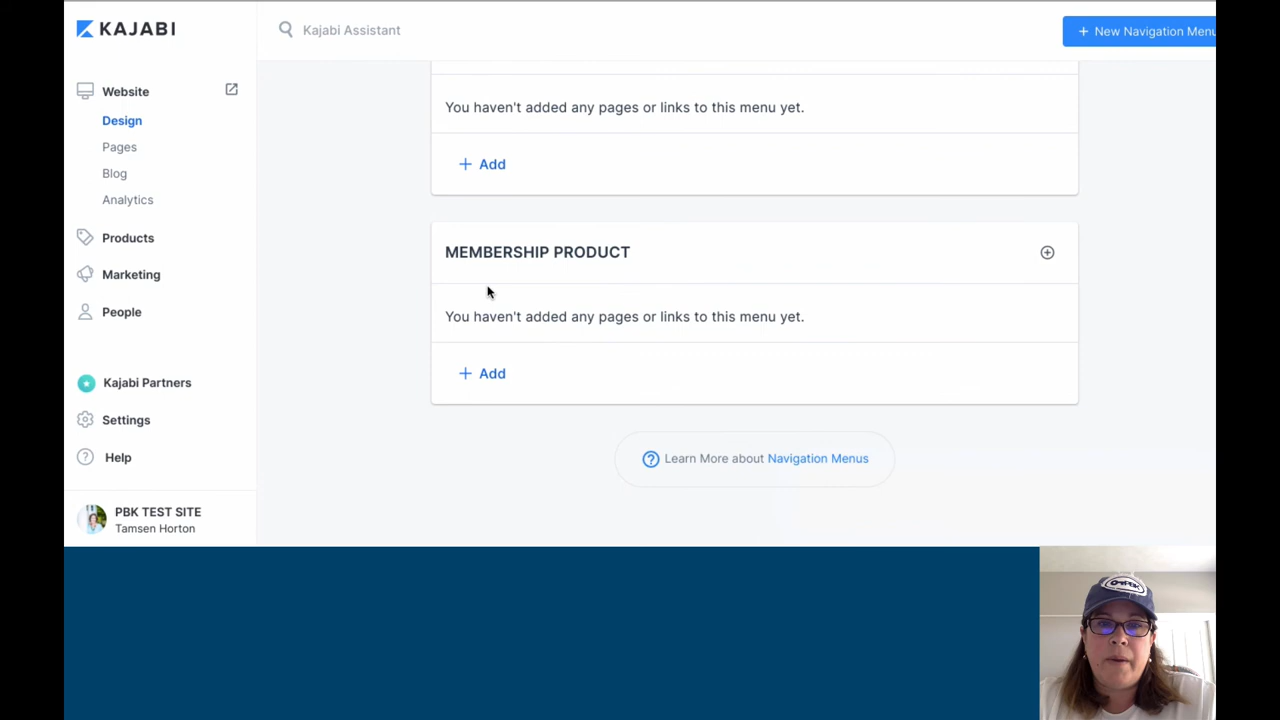 KAJABI
Kajabi Assistant
+ New Navigation Menu
Website
Design
Pages
Blog
Analytics
Products
Marketing
People
Kajabi Partners
Settings
Help
PBK TEST SITE
Tamsen Horton
You haven't added any pages or links to this menu yet.
+ Add
MEMBERSHIP PRODUCT
You haven't added any pages or links to this menu yet.
+ Add
Learn More about Navigation Menus
PBK